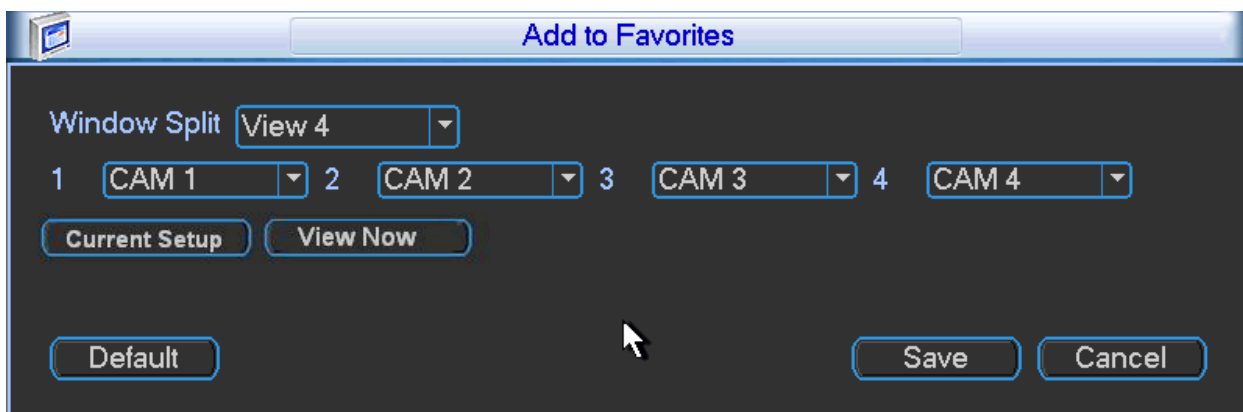 Add to Favorites
Window Split View 4
1 CAM 1 2 CAM 2 3 CAM 3 4 CAM 4
Current Setup View Now
Default Save Cancel